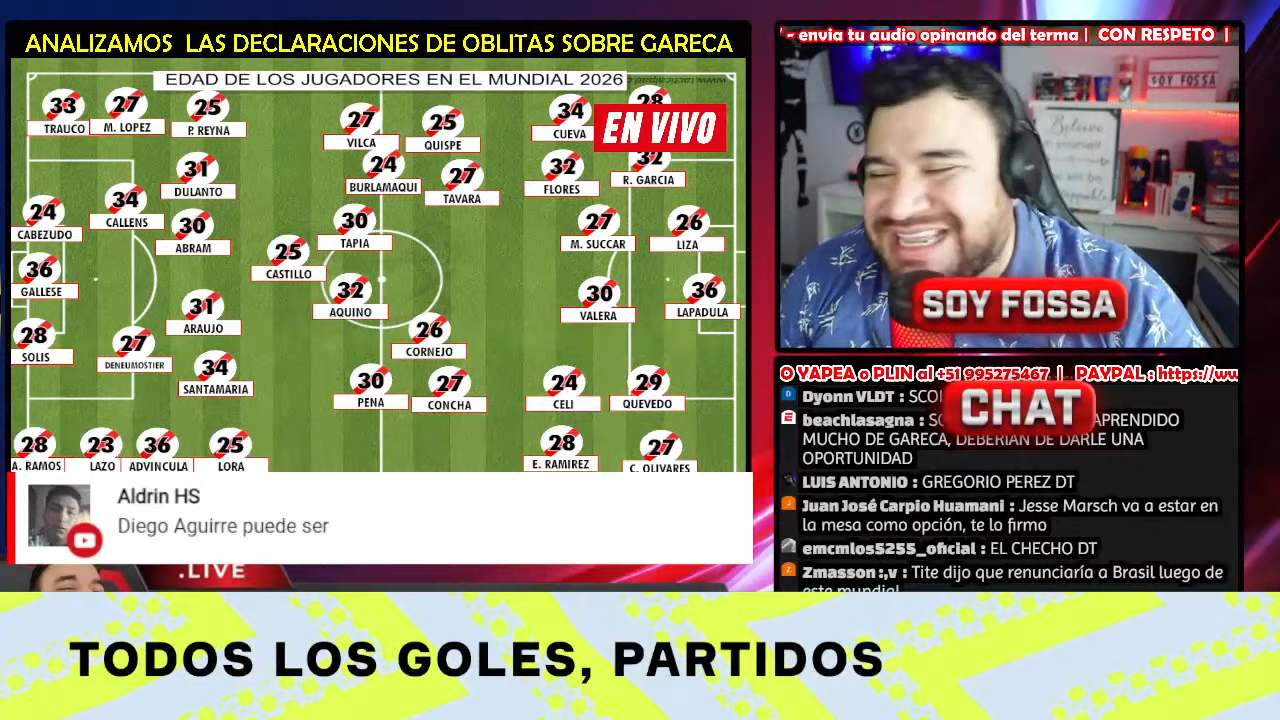 ANALIZAMOS LAS DECLARACIONES DE OBLITAS SOBRE GARECA
EDAD DE LOS JUGADORES EN EL MUNDIAL 2026
EN VIVO
33
TRAUCO
27
M. LOPEZ
25
P. REYNA
27
VILCA
25
QUISPE
34
CUEVA
28
31
DULANTO
24
BURLAMAQUI
27
TAVARA
32
FLORES
32
R. GARCIA
24
CABEZUDO
34
CALLENS
30
ABRAM
30
TAPIA
27
M. SUCCAR
26
LIZA
36
GALLESE
25
CASTILLO
32
AQUINO
30
VALERA
36
LAPADULA
28
SOLIS
27
DENEUMOSTIER
31
ARAUJO
26
CORNEJO
34
SANTAMARIA
30
PENA
27
CONCHA
24
CELI
29
QUEVEDO
28
A. RAMOS
23
LAZO
36
ADVINCULA
25
LORA
28
E. RAMIREZ
27
C. OLIVARES
Aldrin HS
Diego Aguirre puede ser
.LIVE
- envia tu audio opinando del terma | CON RESPETO |
SOY FOSSA
SOY FOSSA
O YAPEA o PLIN al +51 995275467 | PAYPAL : https://ww
CHAT
Dyonn VLDT : SCO
beachlasagna : SO APRENDIDO
MUCHO DE GARECA, DEBERIAN DE DARLE UNA
OPORTUNIDAD
LUIS ANTONIO : GREGORIO PEREZ DT
Juan José Carpio Huamani : Jesse Marsch va a estar en
la mesa como opción, te lo firmo
emcmlos5255_oficial : EL CHECHO DT
Zmasson:,v : Tite dijo que renunciaría a Brasil luego de
este mundial
TODOS LOS GOLES, PARTIDOS